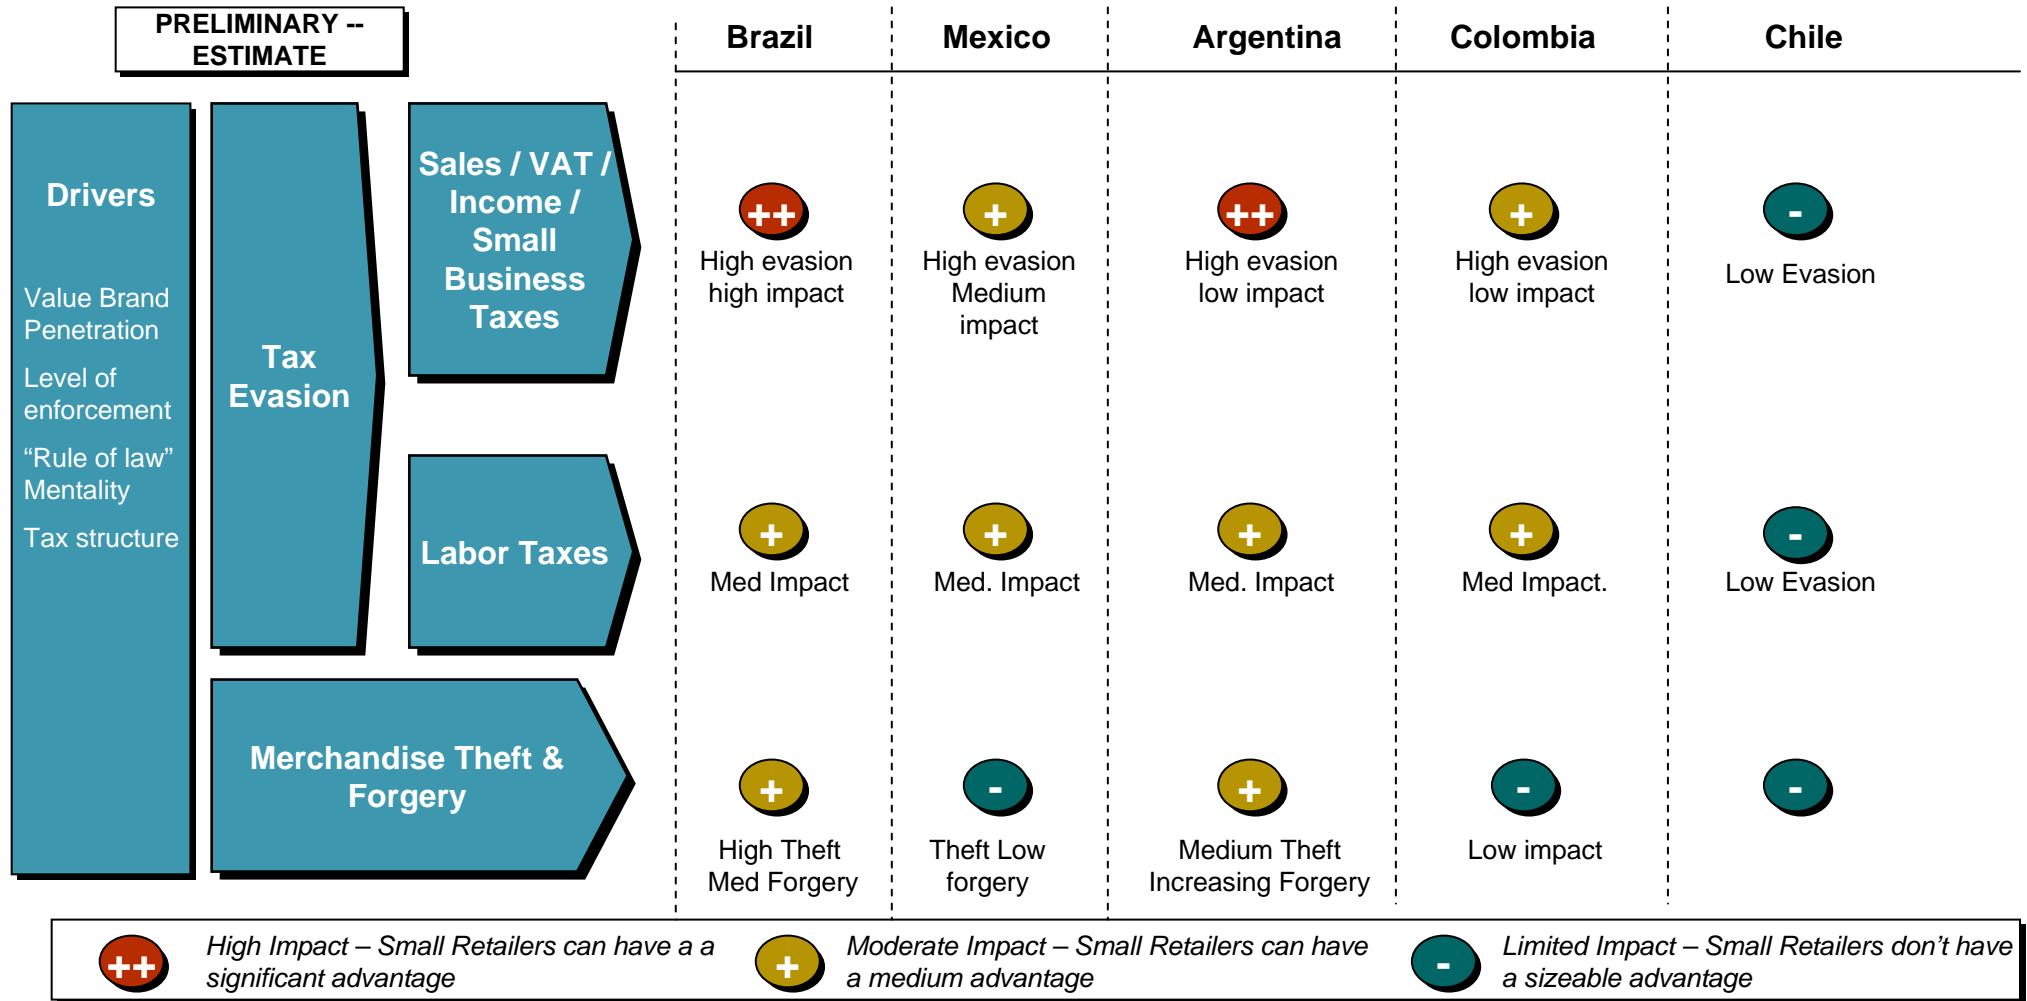 PRELIMINARY --
ESTIMATE
Brazil
Mexico
Argentina
Colombia
Chile
Drivers
Value Brand
Penetration
Level of
enforcement
“Rule of law”
Mentality
Tax structure
Tax
Evasion
Sales / VAT /
Income /
Small
Business
Taxes
++
High evasion
high impact
+
High evasion
Medium
impact
++
High evasion
low impact
+
High evasion
low impact
-
Low Evasion
Labor Taxes
+
Med Impact
+
Med. Impact
+
Med. Impact
+
Med Impact.
-
Low Evasion
Merchandise Theft &
Forgery
+
High Theft
Med Forgery
-
Theft Low
forgery
+
Medium Theft
Increasing Forgery
-
Low impact
-
++
High Impact – Small Retailers can have a a
significant advantage
+
Moderate Impact – Small Retailers can have
a medium advantage
-
Limited Impact – Small Retailers don’t have
a sizeable advantage